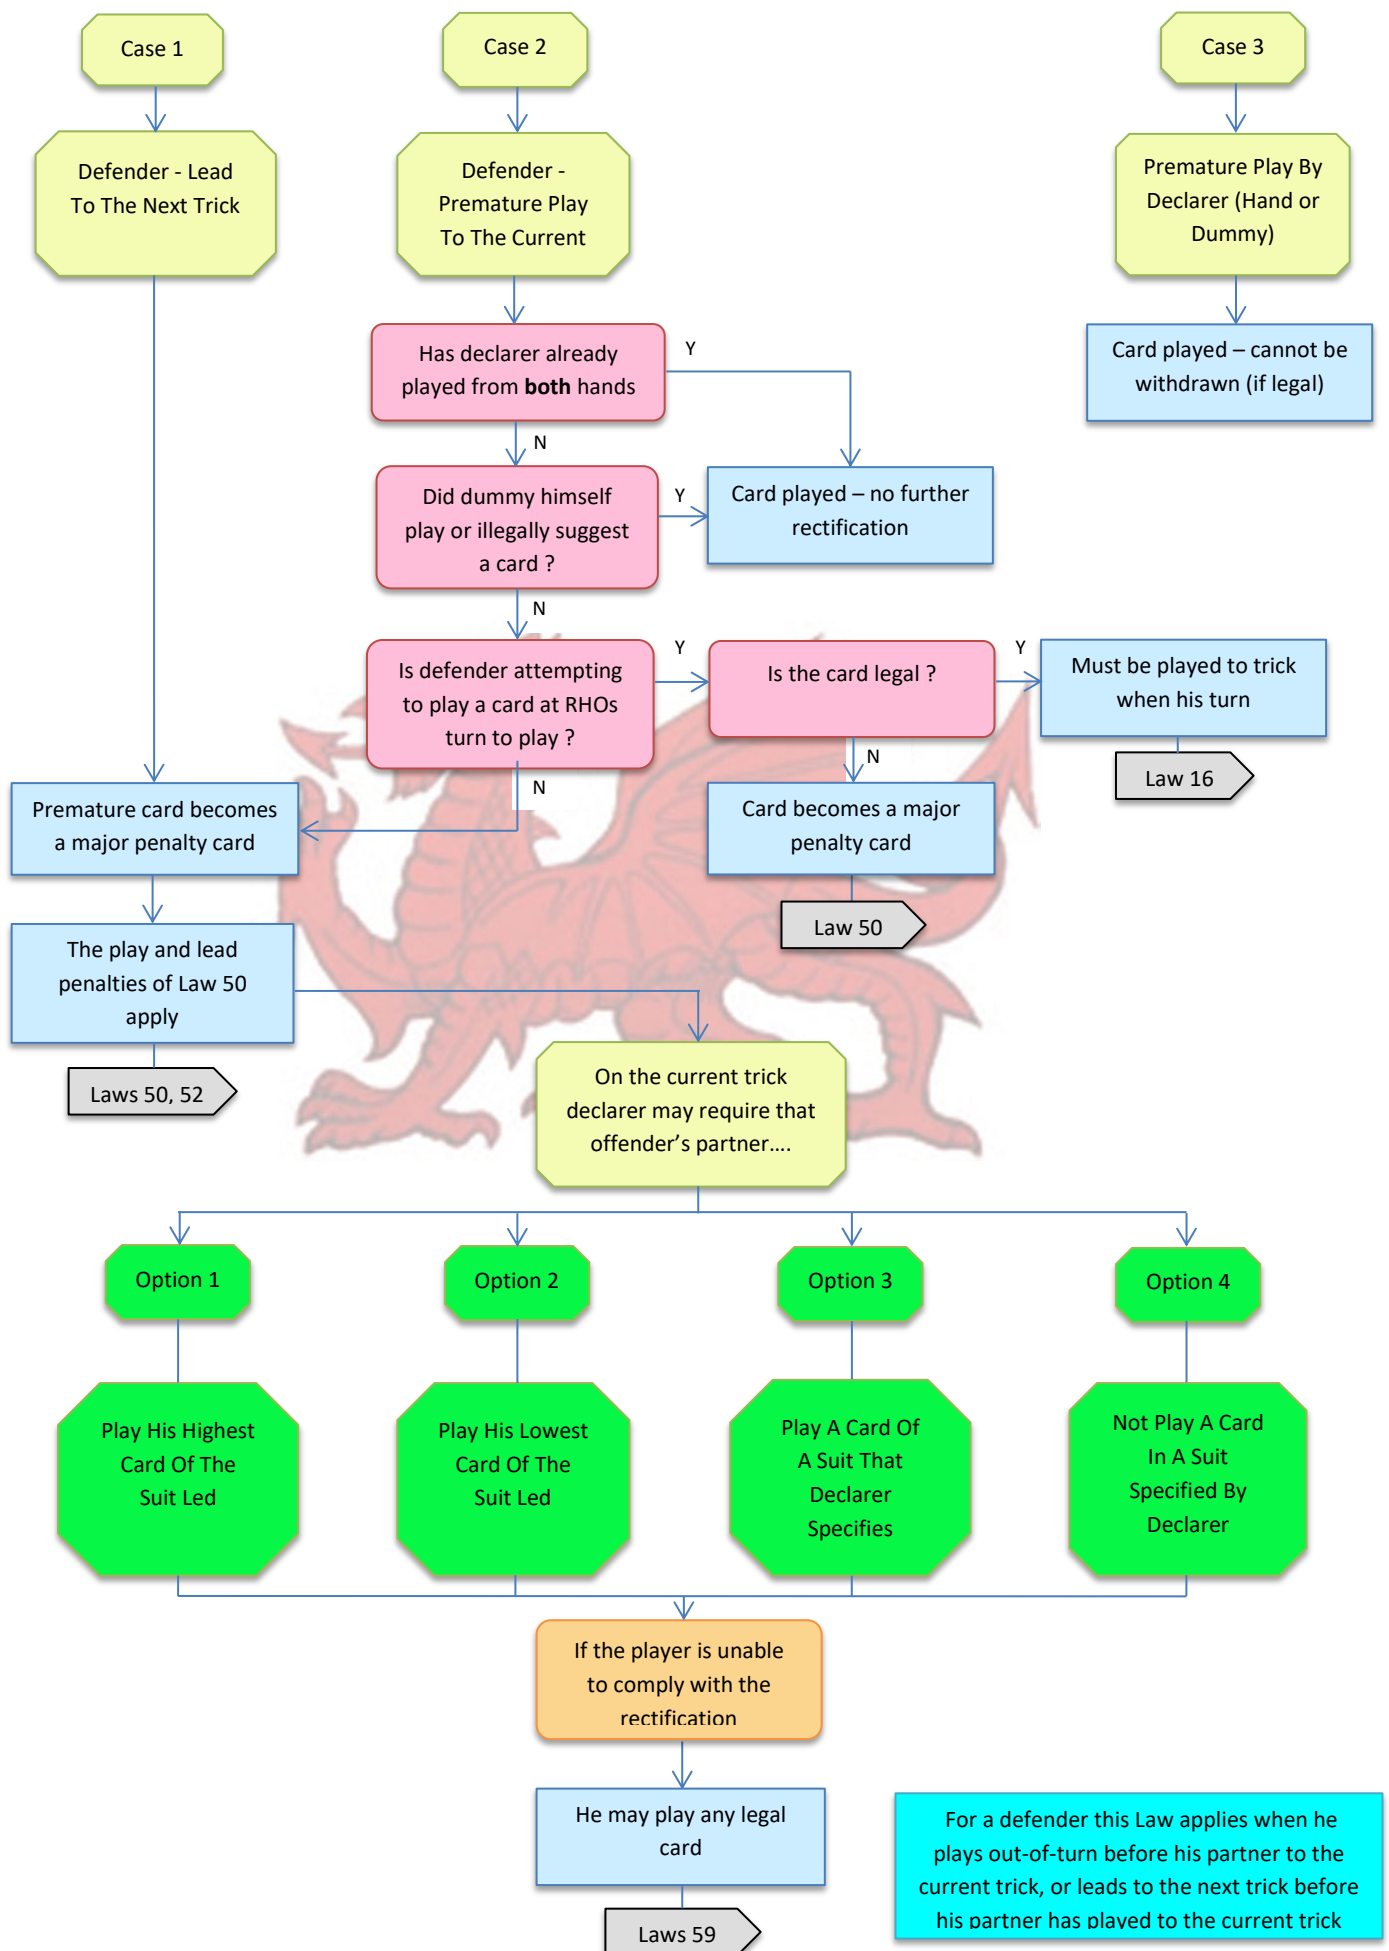 Case 1
Case 2
Case 3
Defender - Lead
To The Next Trick
Defender -
Premature Play
To The Current
Premature Play By
Declarer (Hand or
Dummy)
Has declarer already
played from both hands
Y
Card played – cannot be
withdrawn (if legal)
N
Did dummy himself
play or illegally suggest
a card ?
Y
Card played – no further
rectification
N
Is defender attempting
to play a card at RHOs
turn to play ?
Y
Is the card legal ?
Y
Must be played to trick
when his turn
Law 16
N
N
Premature card becomes
a major penalty card
Card becomes a major
penalty card
Law 50
The play and lead
penalties of Law 50
apply
Laws 50, 52
On the current trick
declarer may require that
offender’s partner....
Option 1
Option 2
Option 3
Option 4
Play His Highest
Card Of The
Suit Led
Play His Lowest
Card Of The
Suit Led
Play A Card Of
A Suit That
Declarer
Specifies
Not Play A Card
In A Suit
Specified By
Declarer
If the player is unable
to comply with the
rectification
He may play any legal
card
Laws 59
For a defender this Law applies when he
plays out-of-turn before his partner to the
current trick, or leads to the next trick before
his partner has played to the current trick